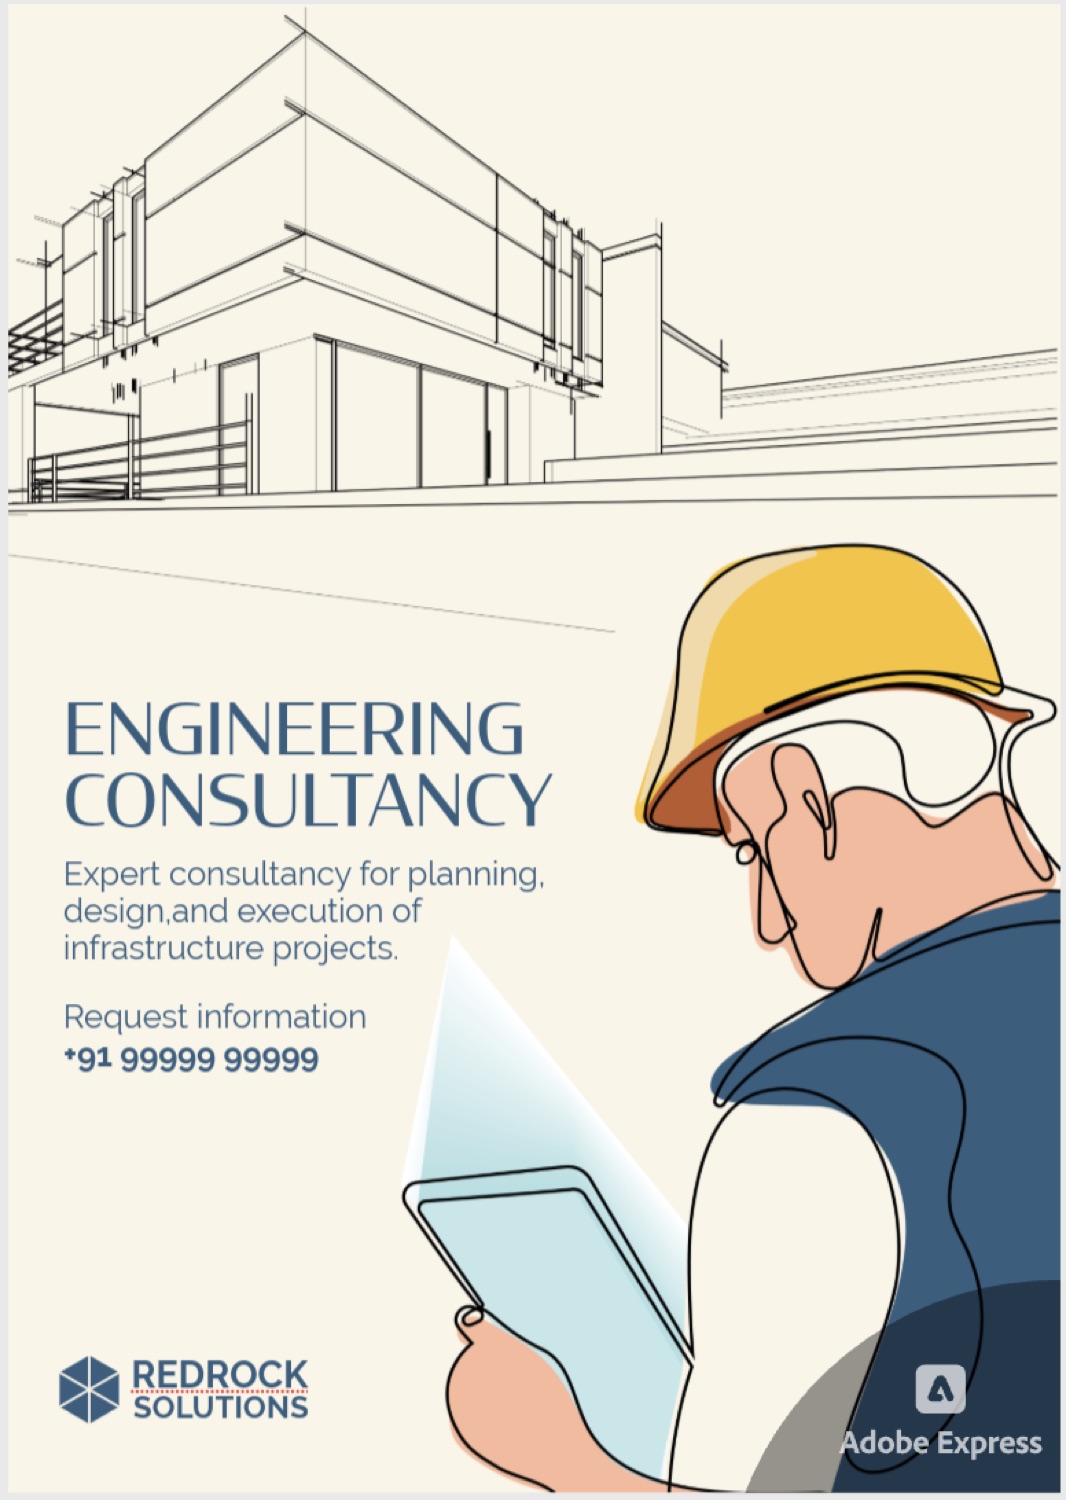 ENGINEERING
CONSULTANCY
Expert consultancy for planning,
design,and execution of
infrastructure projects.
Request information
+91 99999 99999
REDROCK
SOLUTIONS
Adobe Express